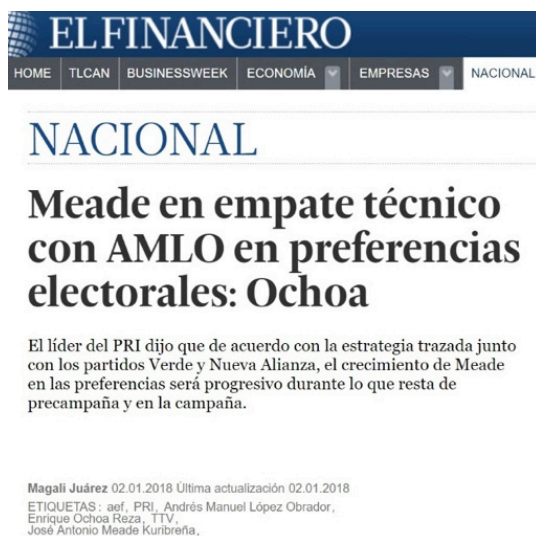 EL FINANCIERO
HOME TLCAN BUSINESSWEEK ECONOMÍA EMPRESAS NACIONAL
NACIONAL
Meade en empate técnico
con AMLO en preferencias
electorales: Ochoa
El líder del PRI dijo que de acuerdo con la estrategia trazada junto
con los partidos Verde y Nueva Alianza, el crecimiento de Meade
en las preferencias será progresivo durante lo que resta de
precampaña y en la campaña.
Magali Juárez 02.01.2018 Última actualización 02.01.2018
ETIQUETAS: aef, PRI, Andrés Manuel López Obrador,
Enrique Ochoa Reza, TTV,
José Antonio Meade Kuribreña,